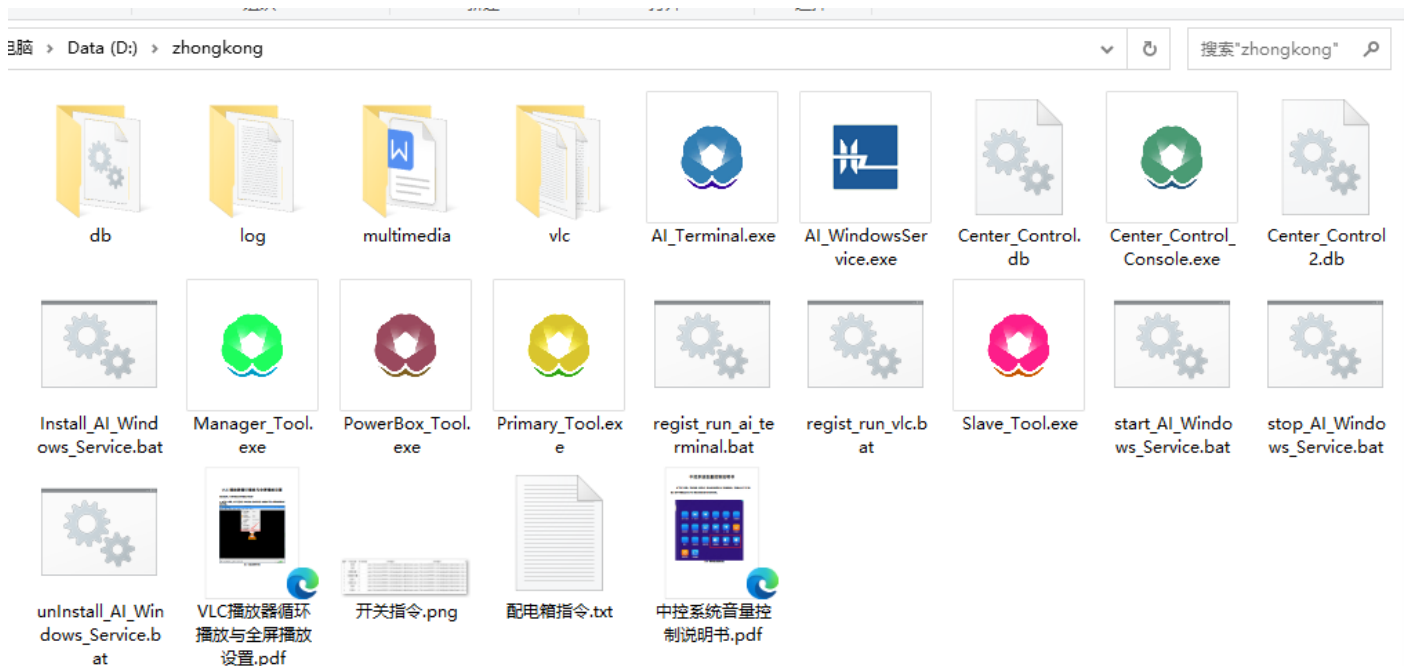 电脑 > Data (D:) > zhongkong
搜索"zhongkong"
db
log
multimedia
vlc
AI_Terminal.exe
AI_WindowsSer
vice.exe
Center_Control.
db
Center_Control_
Console.exe
Center_Control
2.db
Install_AI_Wind
ows_Service.bat
Manager_Tool.
exe
PowerBox_Tool.
exe
Primary_Tool.ex
e
regist_run_ai_te
rminal.bat
regist_run_vlc.b
at
Slave_Tool.exe
start_AI_Windo
ws_Service.bat
stop_AI_Windo
ws_Service.bat
unInstall_AI_Win
dows_Service.b
at
VLC播放器循环
播放与全屏播放
设置.pdf
开关指令.png
配电箱指令.txt
中控系统音量控
制说明书.pdf